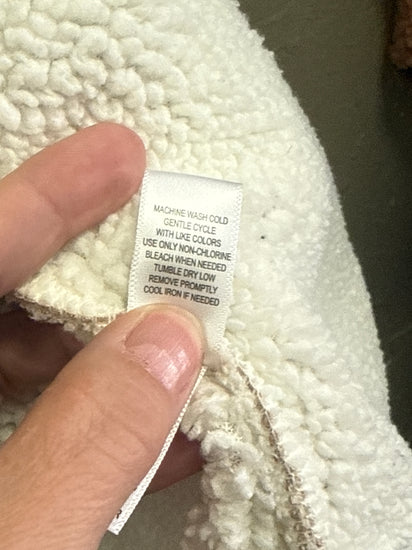 MACHINE WASH COLD
GENTLE CYCLE
WITH LIKE COLORS
USE ONLY NON-CHLORINE
BLEACH WHEN NEEDED
TUMBLE DRY LOW
REMOVE PROMPTLY
COOL IRON IF NEEDED